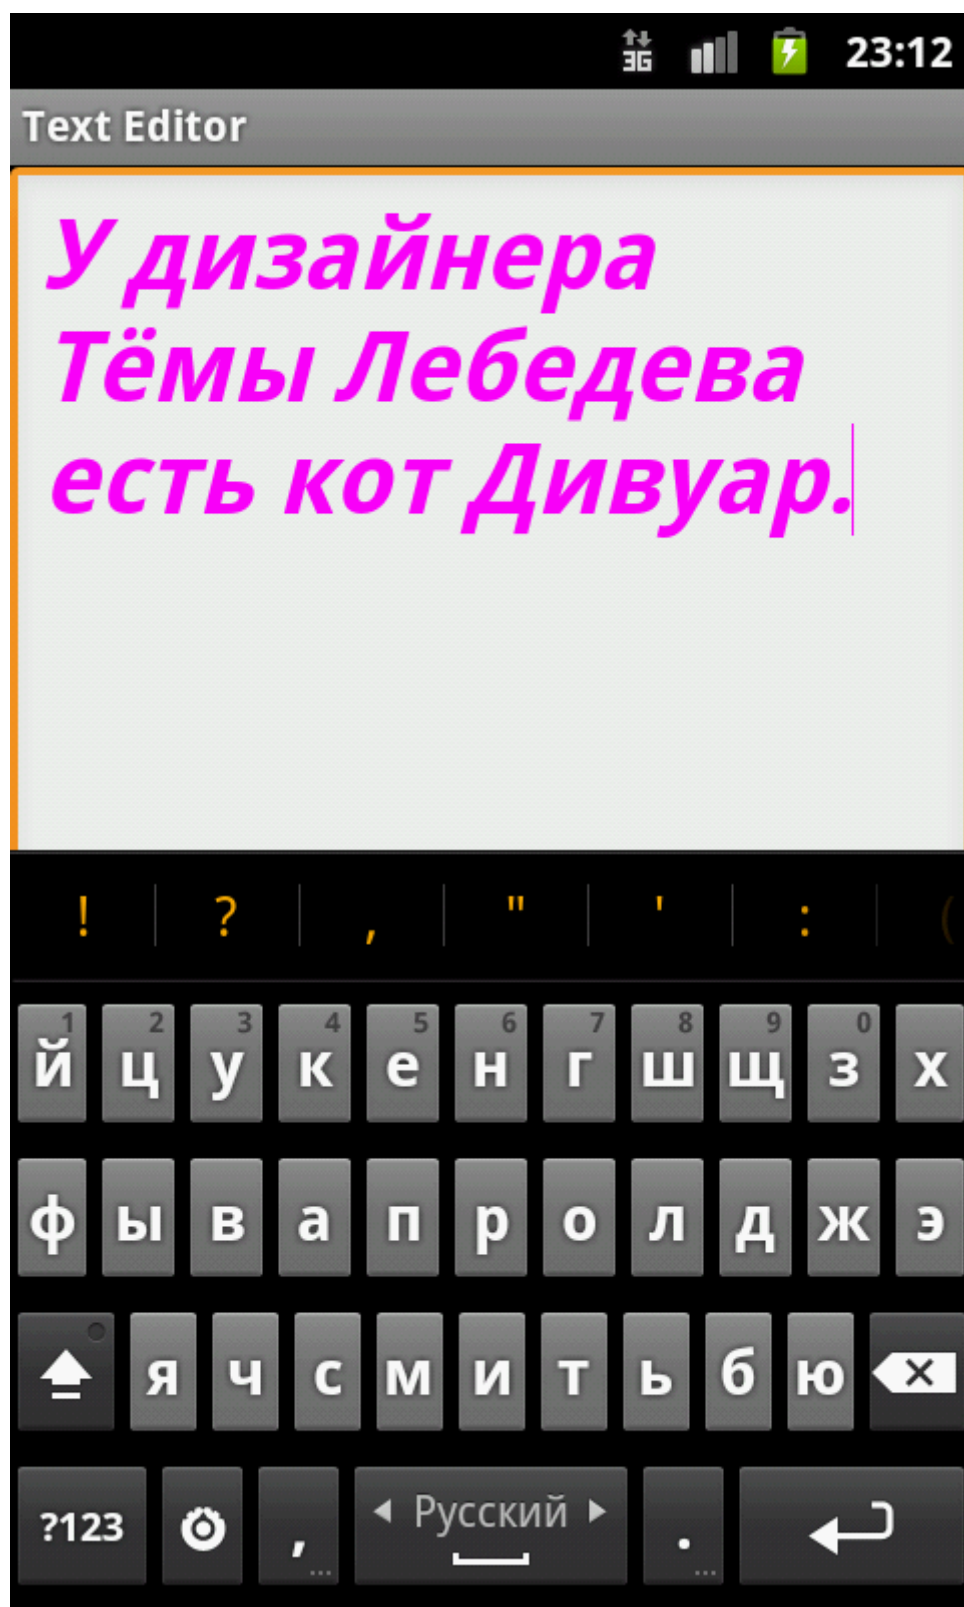 3G 23:12
Text Editor
У дизайнера
Тёмы Лебедева
есть кот Дивуар.
! ? , " ' : (
1 2 3 4 5 6 7 8 9 0
й ц у к е н г ш щ з х
ф ы в а п р о л д ж э
я ч с м и т ь б ю
?123 , ... Русский . ...